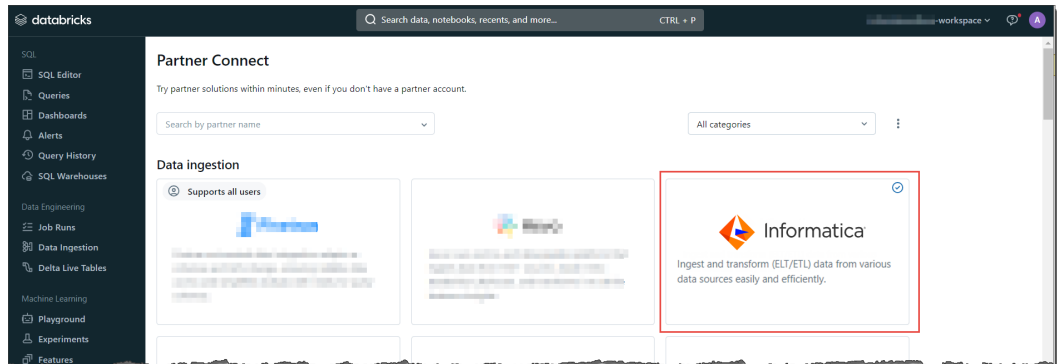 databricks
Search data, notebooks, recents, and more...
CTRL + P
-workspace
A
SQL
SQL Editor
Queries
Dashboards
Alerts
Query History
SQL Warehouses
Data Engineering
Job Runs
Data Ingestion
Delta Live Tables
Machine Learning
Playground
Experiments
Features
Partner Connect
Try partner solutions within minutes, even if you don't have a partner account.
Search by partner name
All categories
Data ingestion
Supports all users
Informatica
Ingest and transform (ELT/ETL) data from various
data sources easily and efficiently.